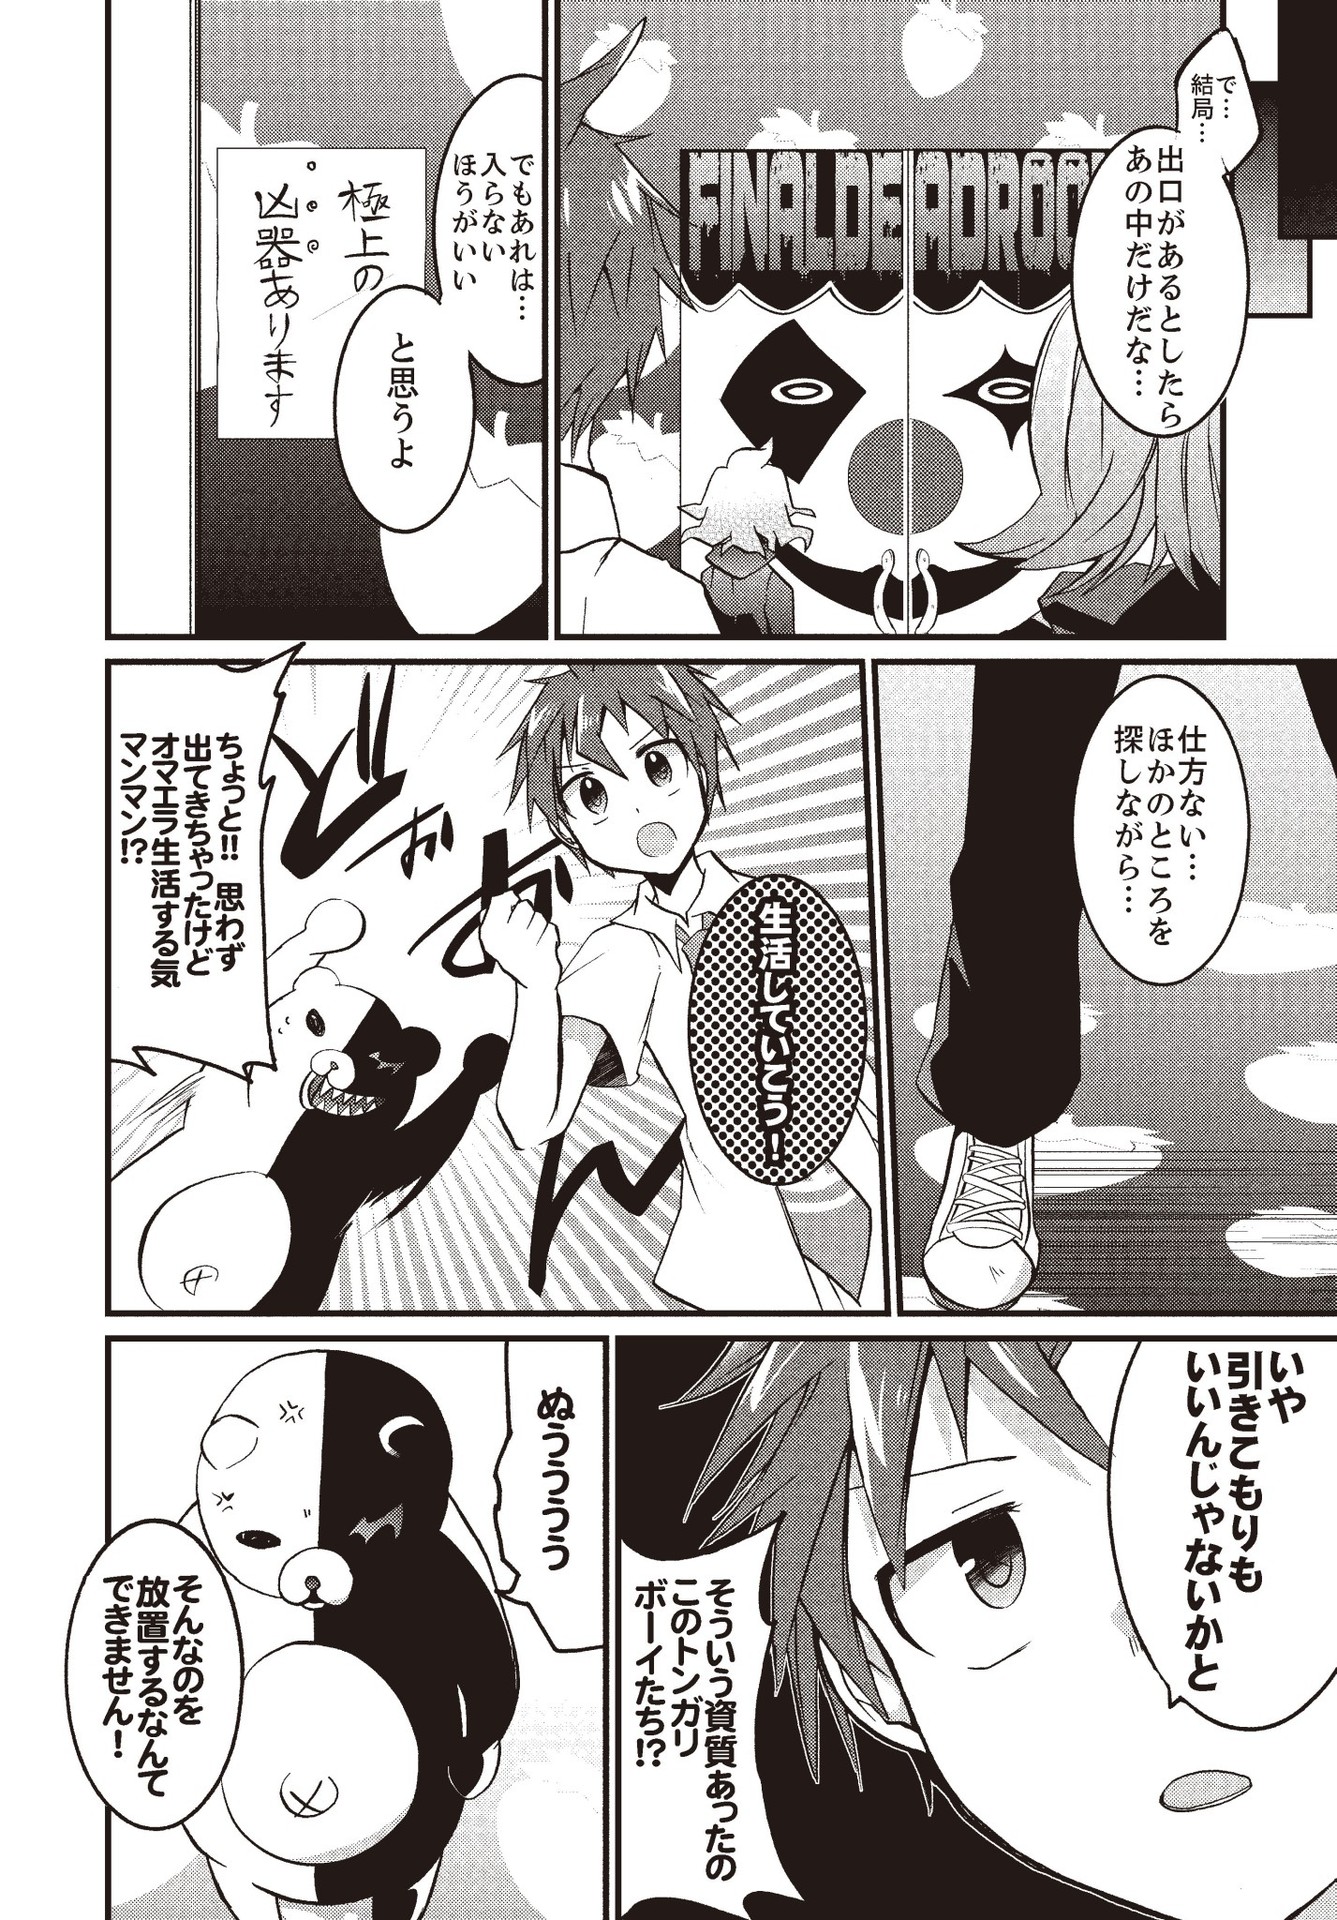 で…
結局…
出口があるとしたら
あの中だけだな…
FINAL DEADROO
でもあれは…
入らない
ほうがいい
と思うよ
極上の
凶器あります
仕方ない…
ほかのところを
探しながら…
生活していこう!
お
ちょっと!! 思わず
出てきちゃったけど
オマエラ生活する気
マンマン!?
いや
引きこもりも
いいんじゃないかと
そういう資質あったの
このトンガリ
ボーイたち!?
ぬぅぅぅぅ
そんなのを
放置するなんて
できません!